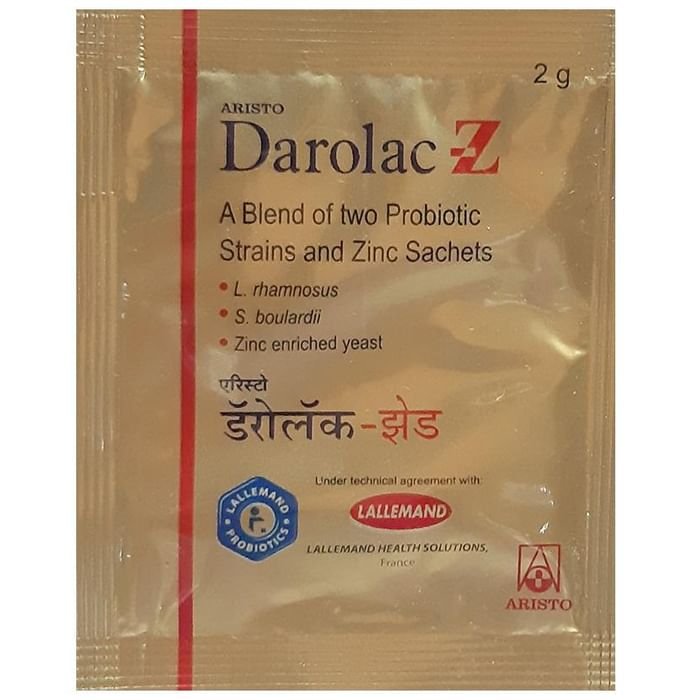 2 g
ARISTO
Darolac-Z
A Blend of two Probiotic
Strains and Zinc Sachets
• L. rhamnosus
• S. boulardii
• Zinc enriched yeast
एरिस्टो
डॅरोलॅक-झेड
Under technical agreement with:
LALLEMAND
PROBIOTICS
LALLEMAND
LALLEMAND HEALTH SOLUTIONS,
France
ARISTO